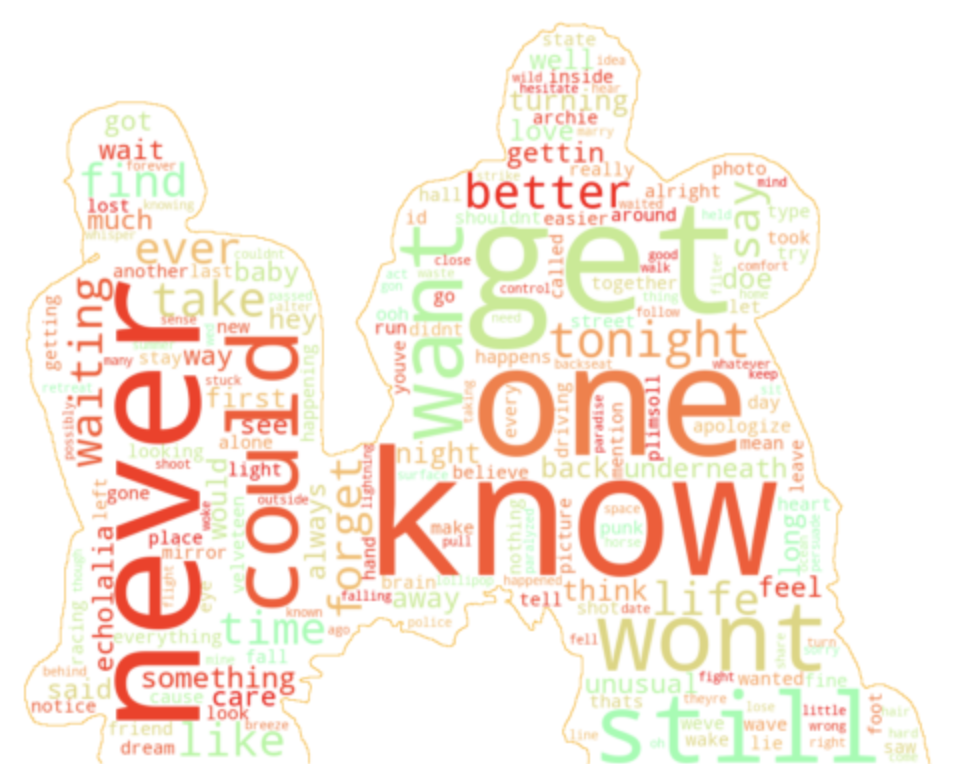 state
well idea
wild inside
hesitate hear
turning
archie
love marry
gettin
strike really
better
hall waited alright
photo mind
id shouldnt easier around held
say type
took
try
got
wait
forever
find
lost knowing
much
whisper
ever couldnt
another last baby
take passed
alter
hey
sense
new
never
waiting
getting
many stay way
stuck
retreat
first
could
see
happening
possibly
looking alone
shoot
light
gone
left
outside
woke
would
velveteen
always
place
mirror
echolalia
though
racing
flight
eye
known
everything
time ago
mine fall
behind
something
said
cause care
notice
look
breeze
friend
dream like
want
get
close
act waste
gon
go control
called
good
walk
together
thing
filter
doe
comfort
home
let
ooh
need
follow
run didnt
street
tonight
happens
backseat
whatever
keep
youve
taking
one
every
driving
paradise
mention
plimsoll
sit
day
apologize
mean
night
believe
back underneath
leave
lightning
surface
forget
know
hand
make
pull
nothing
paralyzed
picture
space
punk
horse
heart
long
persuade
brain lollipop happened
falling away
tell think
feel
police
shot date
life
wont
fell
share
turn
sorry
unusual
fight wanted fine
thats theyre
still
lose
little
weve wave
wrong
foot
hair
line
oh
wake lie right
hard
saw
come